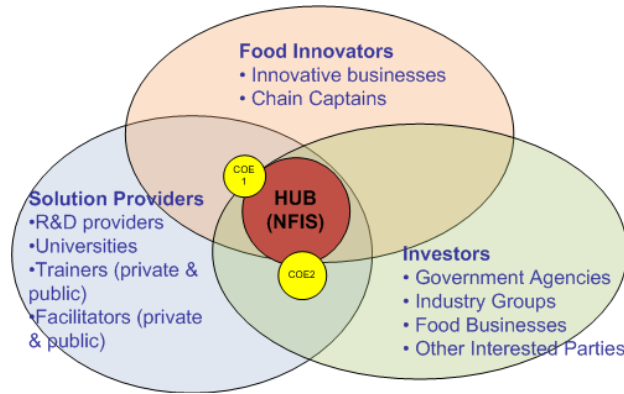 Food Innovators
• Innovative businesses
• Chain Captains
COE
1
HUB
(NFIS)
COE2
Solution Providers
•R&D providers
•Universities
•Trainers (private &
public)
•Facilitators (private
& public)
Investors
• Government Agencies
• Industry Groups
• Food Businesses
• Other Interested Parties